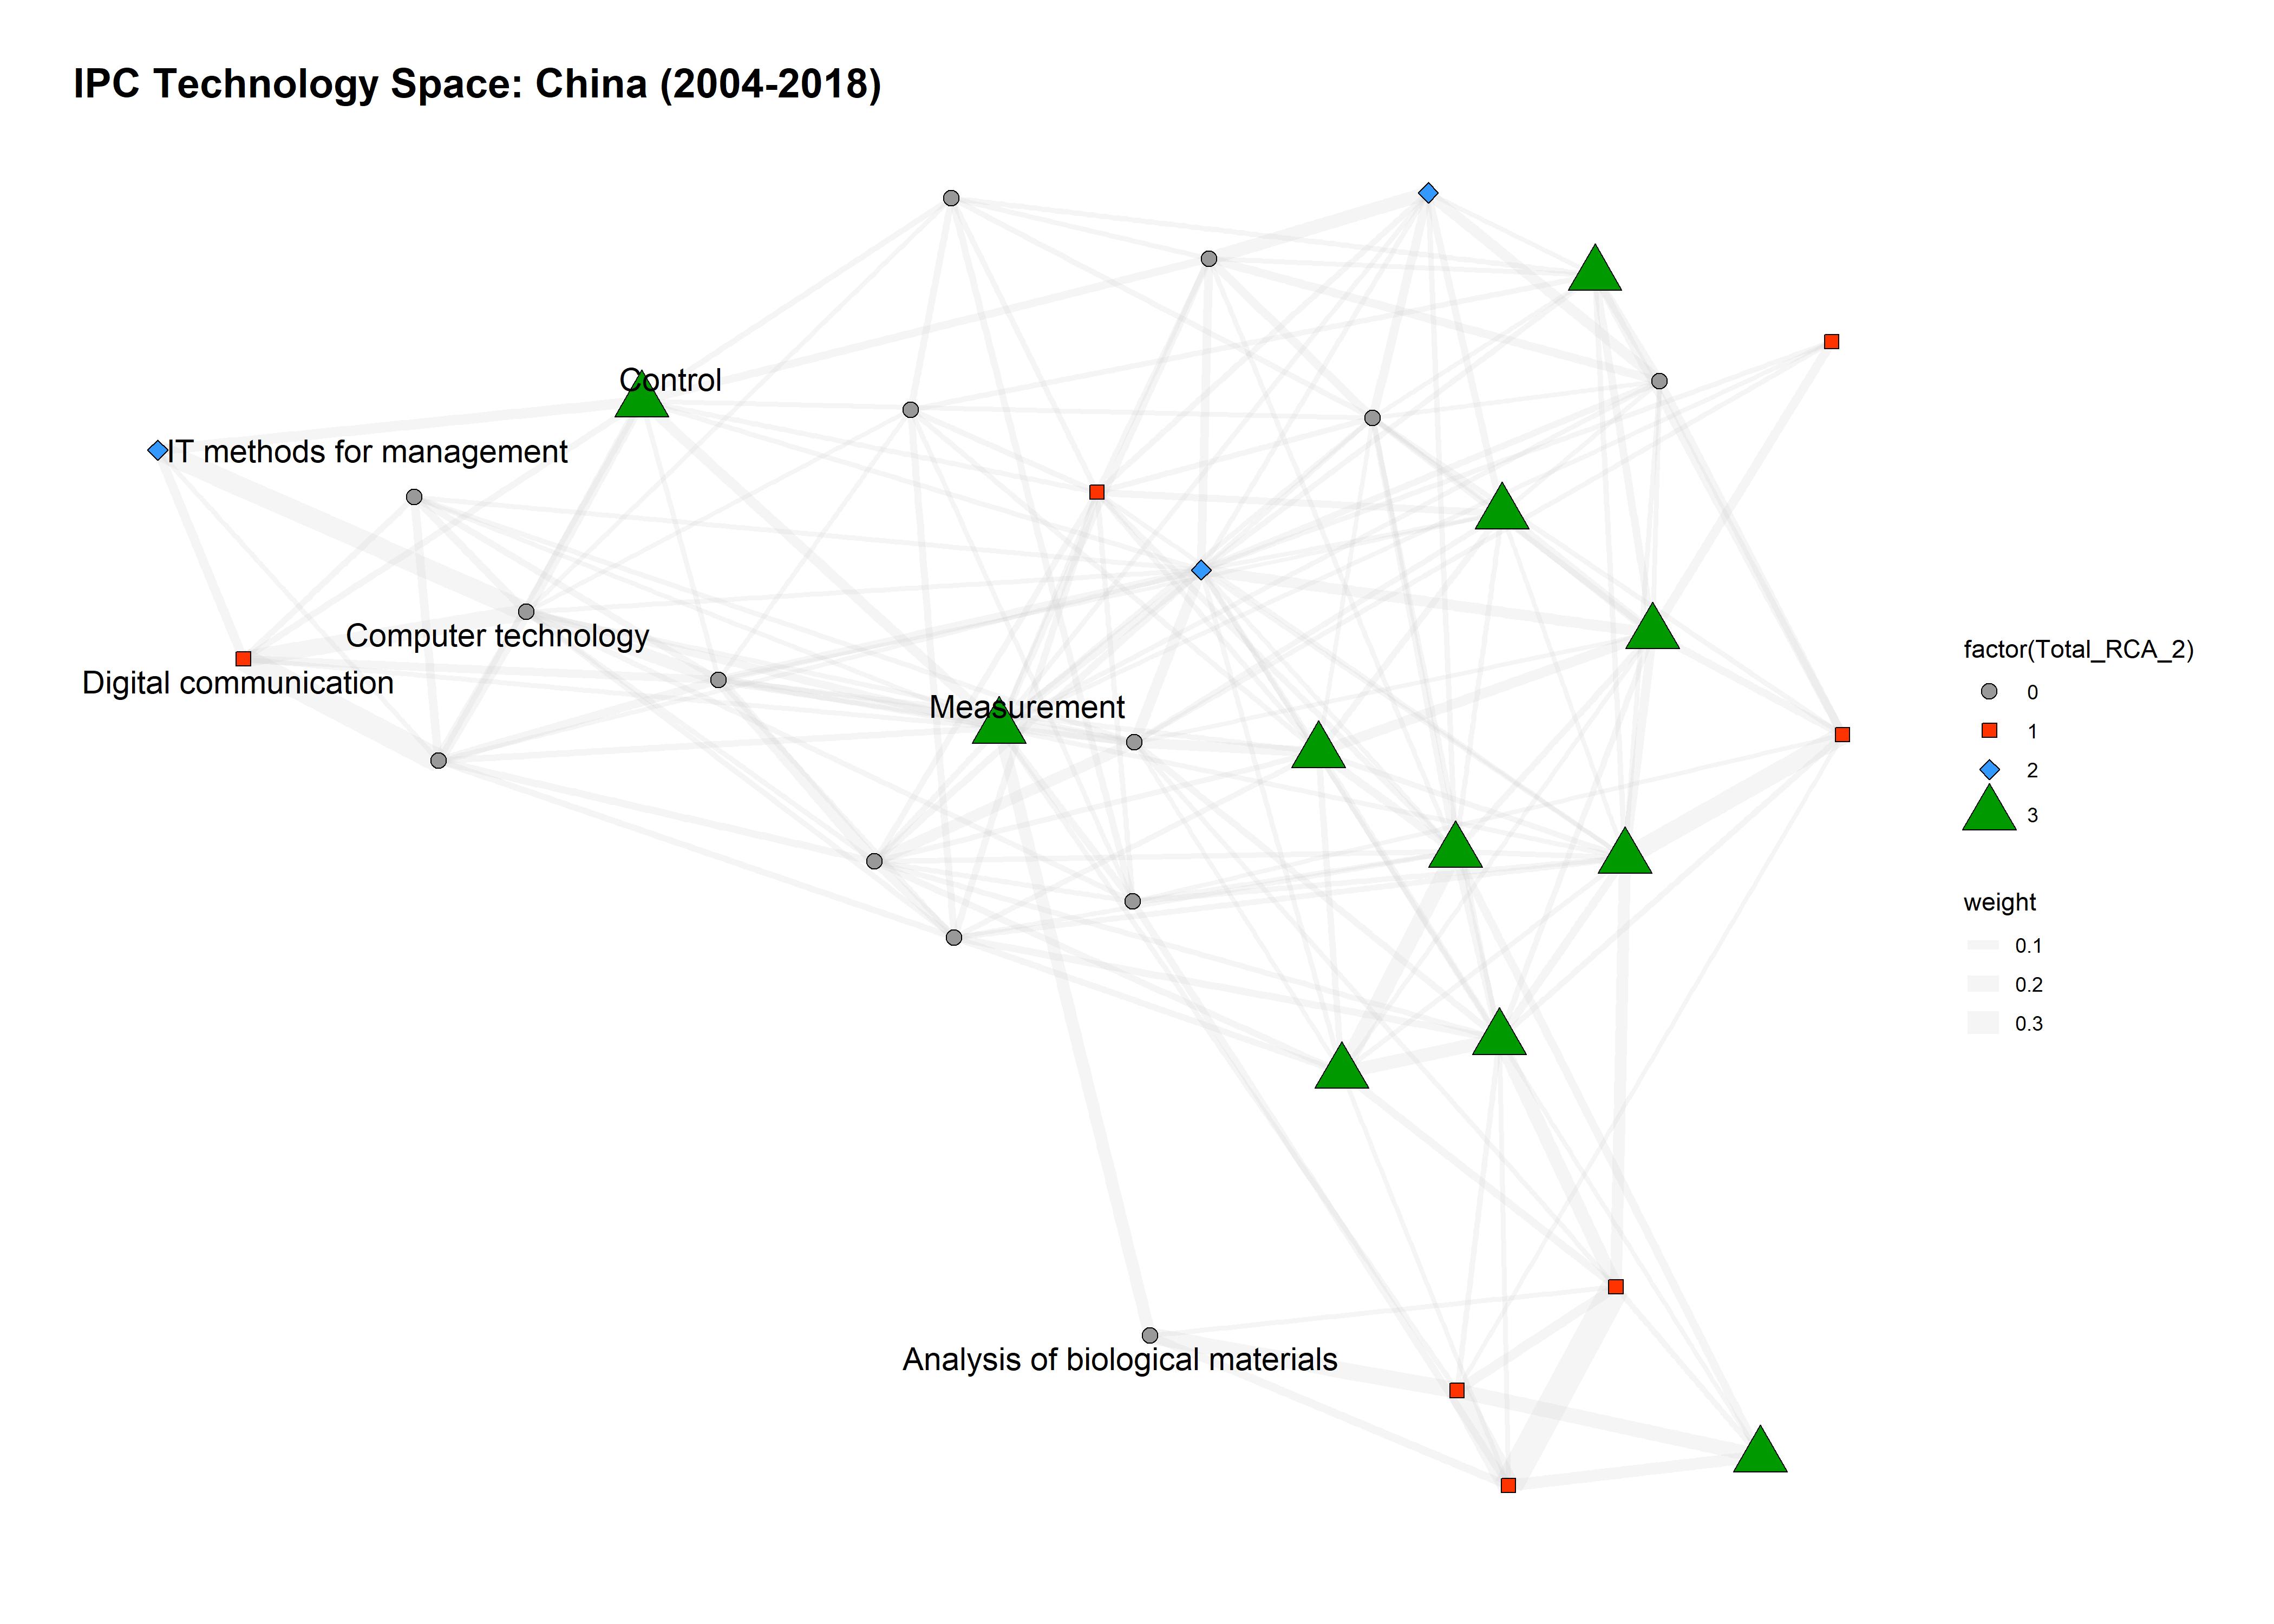 IPC Technology Space: China (2004-2018)
Control
IT methods for management
Computer technology
Digital communication
Measurement
Analysis of biological materials
factor(Total_RCA_2)
0
1
2
3
weight
0.1
0.2
0.3